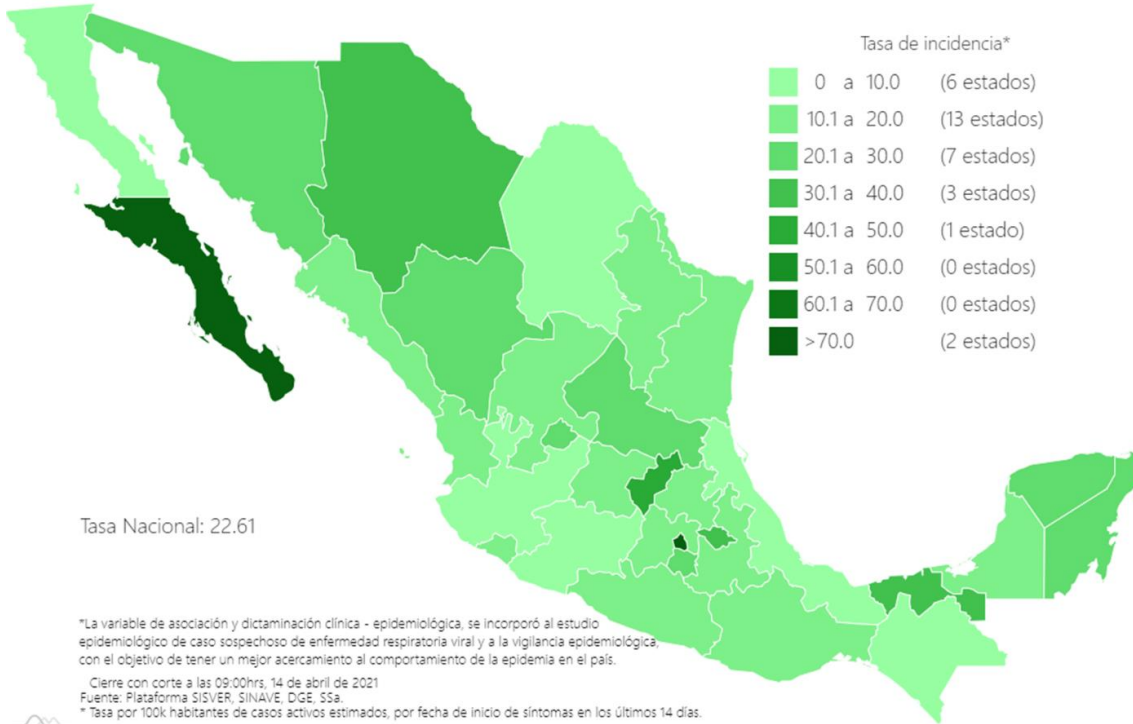 Tasa de incidencia*
0 a 10.0 (6 estados)
10.1 a 20.0 (13 estados)
20.1 a 30.0 (7 estados)
30.1 a 40.0 (3 estados)
40.1 a 50.0 (1 estado)
50.1 a 60.0 (0 estados)
60.1 a 70.0 (0 estados)
>70.0 (2 estados)
Tasa Nacional: 22.61
*La variable de asociación y dictaminación clínica - epidemiológica, se incorporó al estudio
epidemiológico de caso sospechoso de enfermedad respiratoria viral y a la vigilancia epidemiológica,
con el objetivo de tener un mejor acercamiento al comportamiento de la epidemia en el país.
Cierre con corte a las 09:00hrs, 14 de abril de 2021
Fuente: Plataforma SISVER, SINAVE, DGE, SSa.
* Tasa por 100k habitantes de casos activos estimados, por fecha de inicio de síntomas en los últimos 14 días.